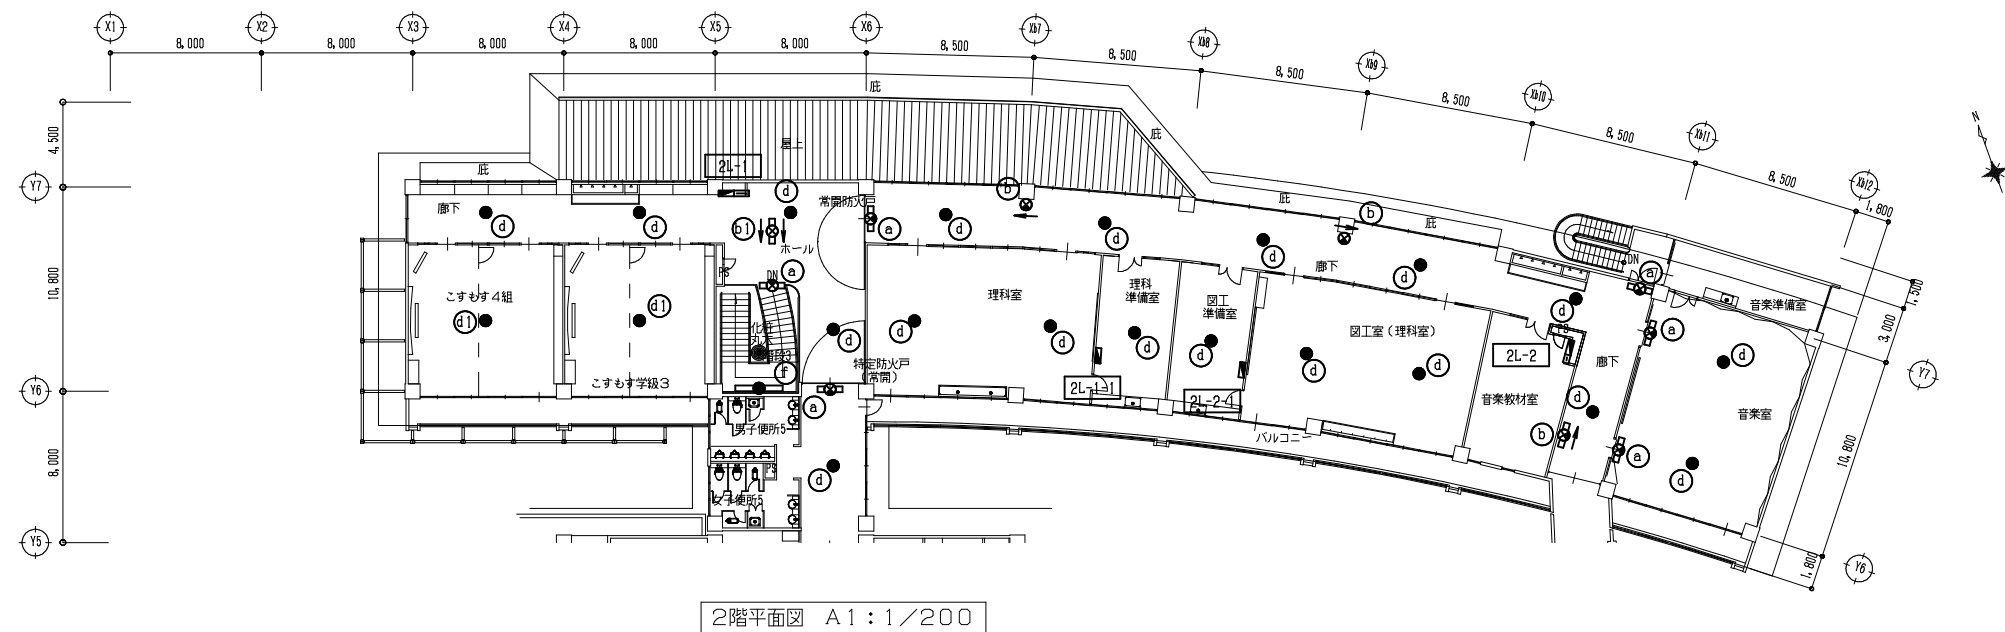 X1
X2
X3
X4
X5
X6
Xb7
Xb8
Xb9
Xb10
Xb11
Xb12
8,000
8,000
8,000
8,000
8,000
8,500
8,500
8,500
8,500
8,500
8,500
1,800
4,500
10,800
8,000
Y7
Y6
Y5
N
庇
庇
庇
庇
庇
屋上
2L-1
廊下
d
d
d
常開防火戸
b1
a
ホール
a
PS
DN
こすもす4組
d1
d1
こすもす学級3
化粧
丸太
階段3
f
d
特定防火戸
(常開)
a
男子便所5
PS
女子便所5
d
b
d
d
d
b
d
廊下
理科室
理科
準備室
図工
準備室
図工室(理科室)
d
d
d
d
d
d
2L-1-1
2L-2-1
2L-2
バルコニー
音楽教材室
PS
廊下
d
d
b
a
DN
a
a
音楽準備室
d
音楽室
d
1,500
3,000
10,800
1,800
Y7
Y6
2階平面図 A1:1/200